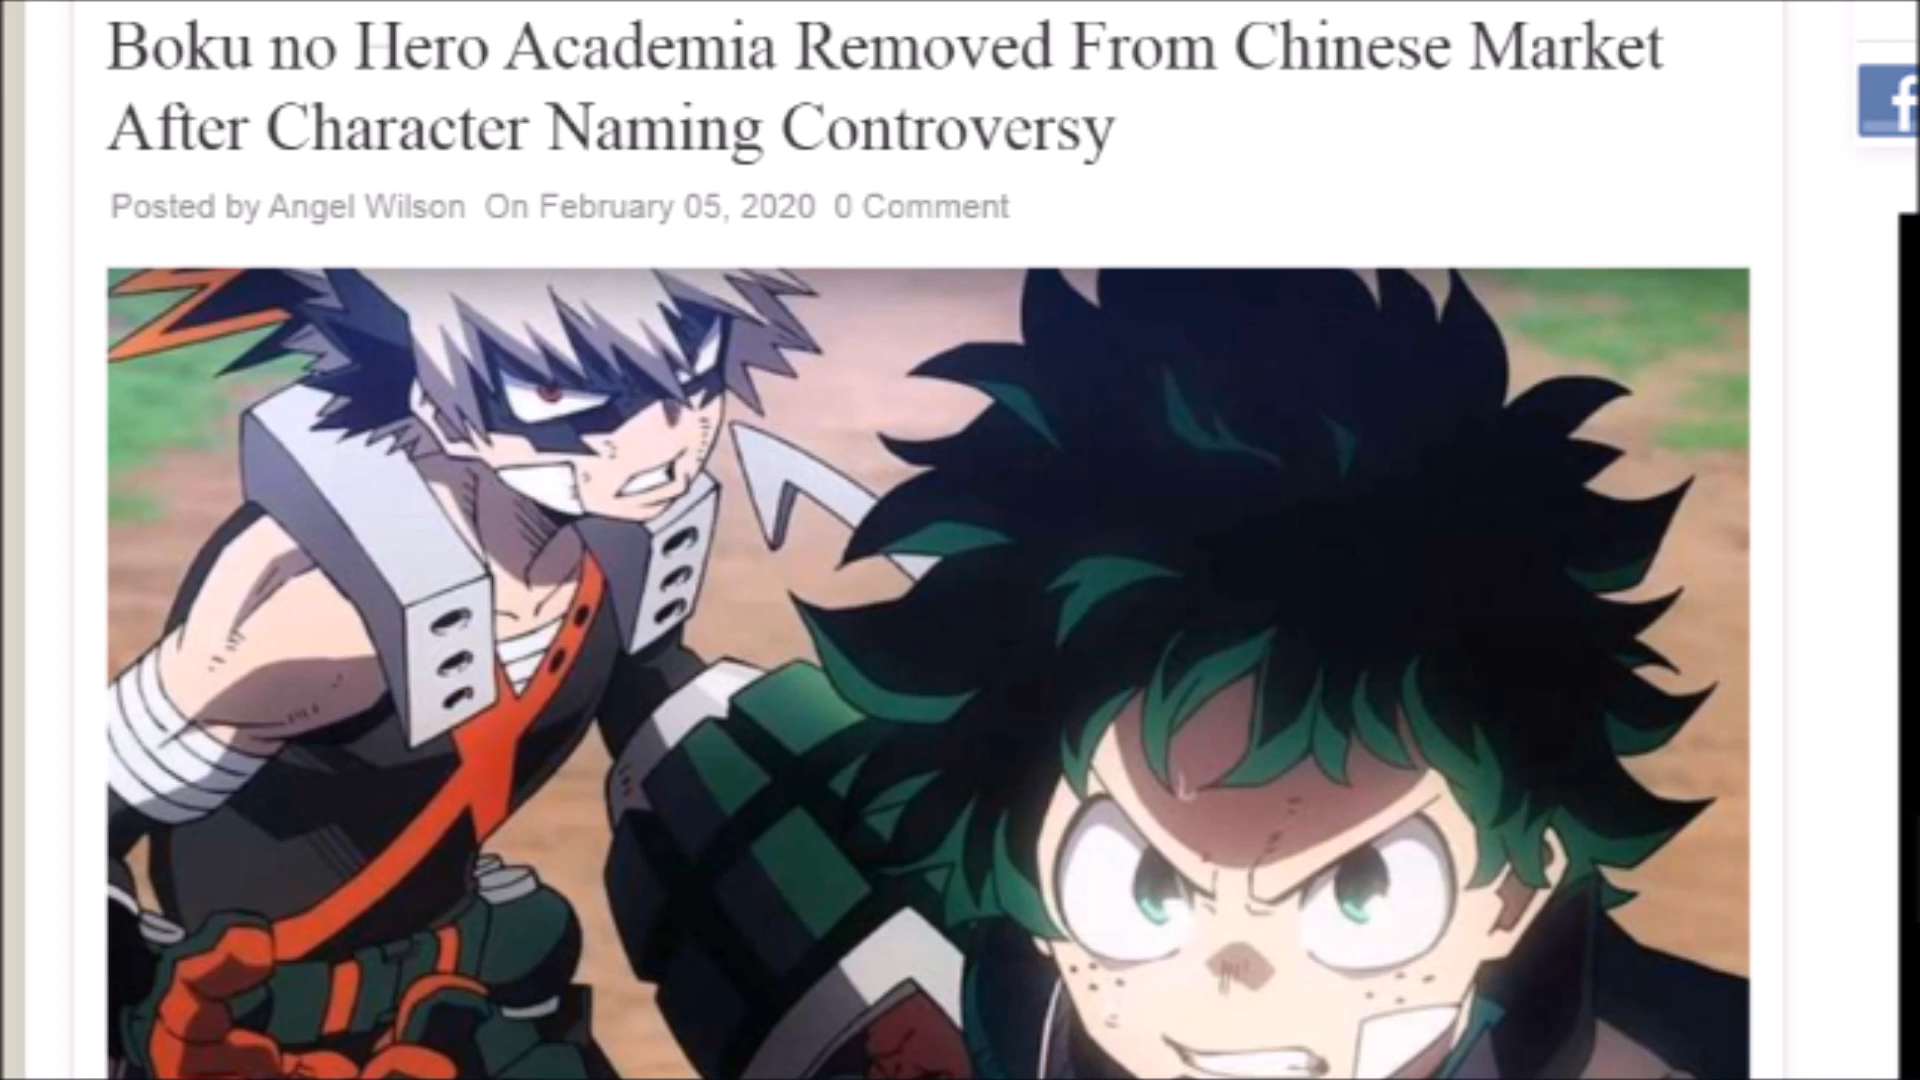 Boku no Hero Academia Removed From Chinese Market
After Character Naming Controversy
Posted by Angel Wilson On February 05, 2020 0 Comment
f